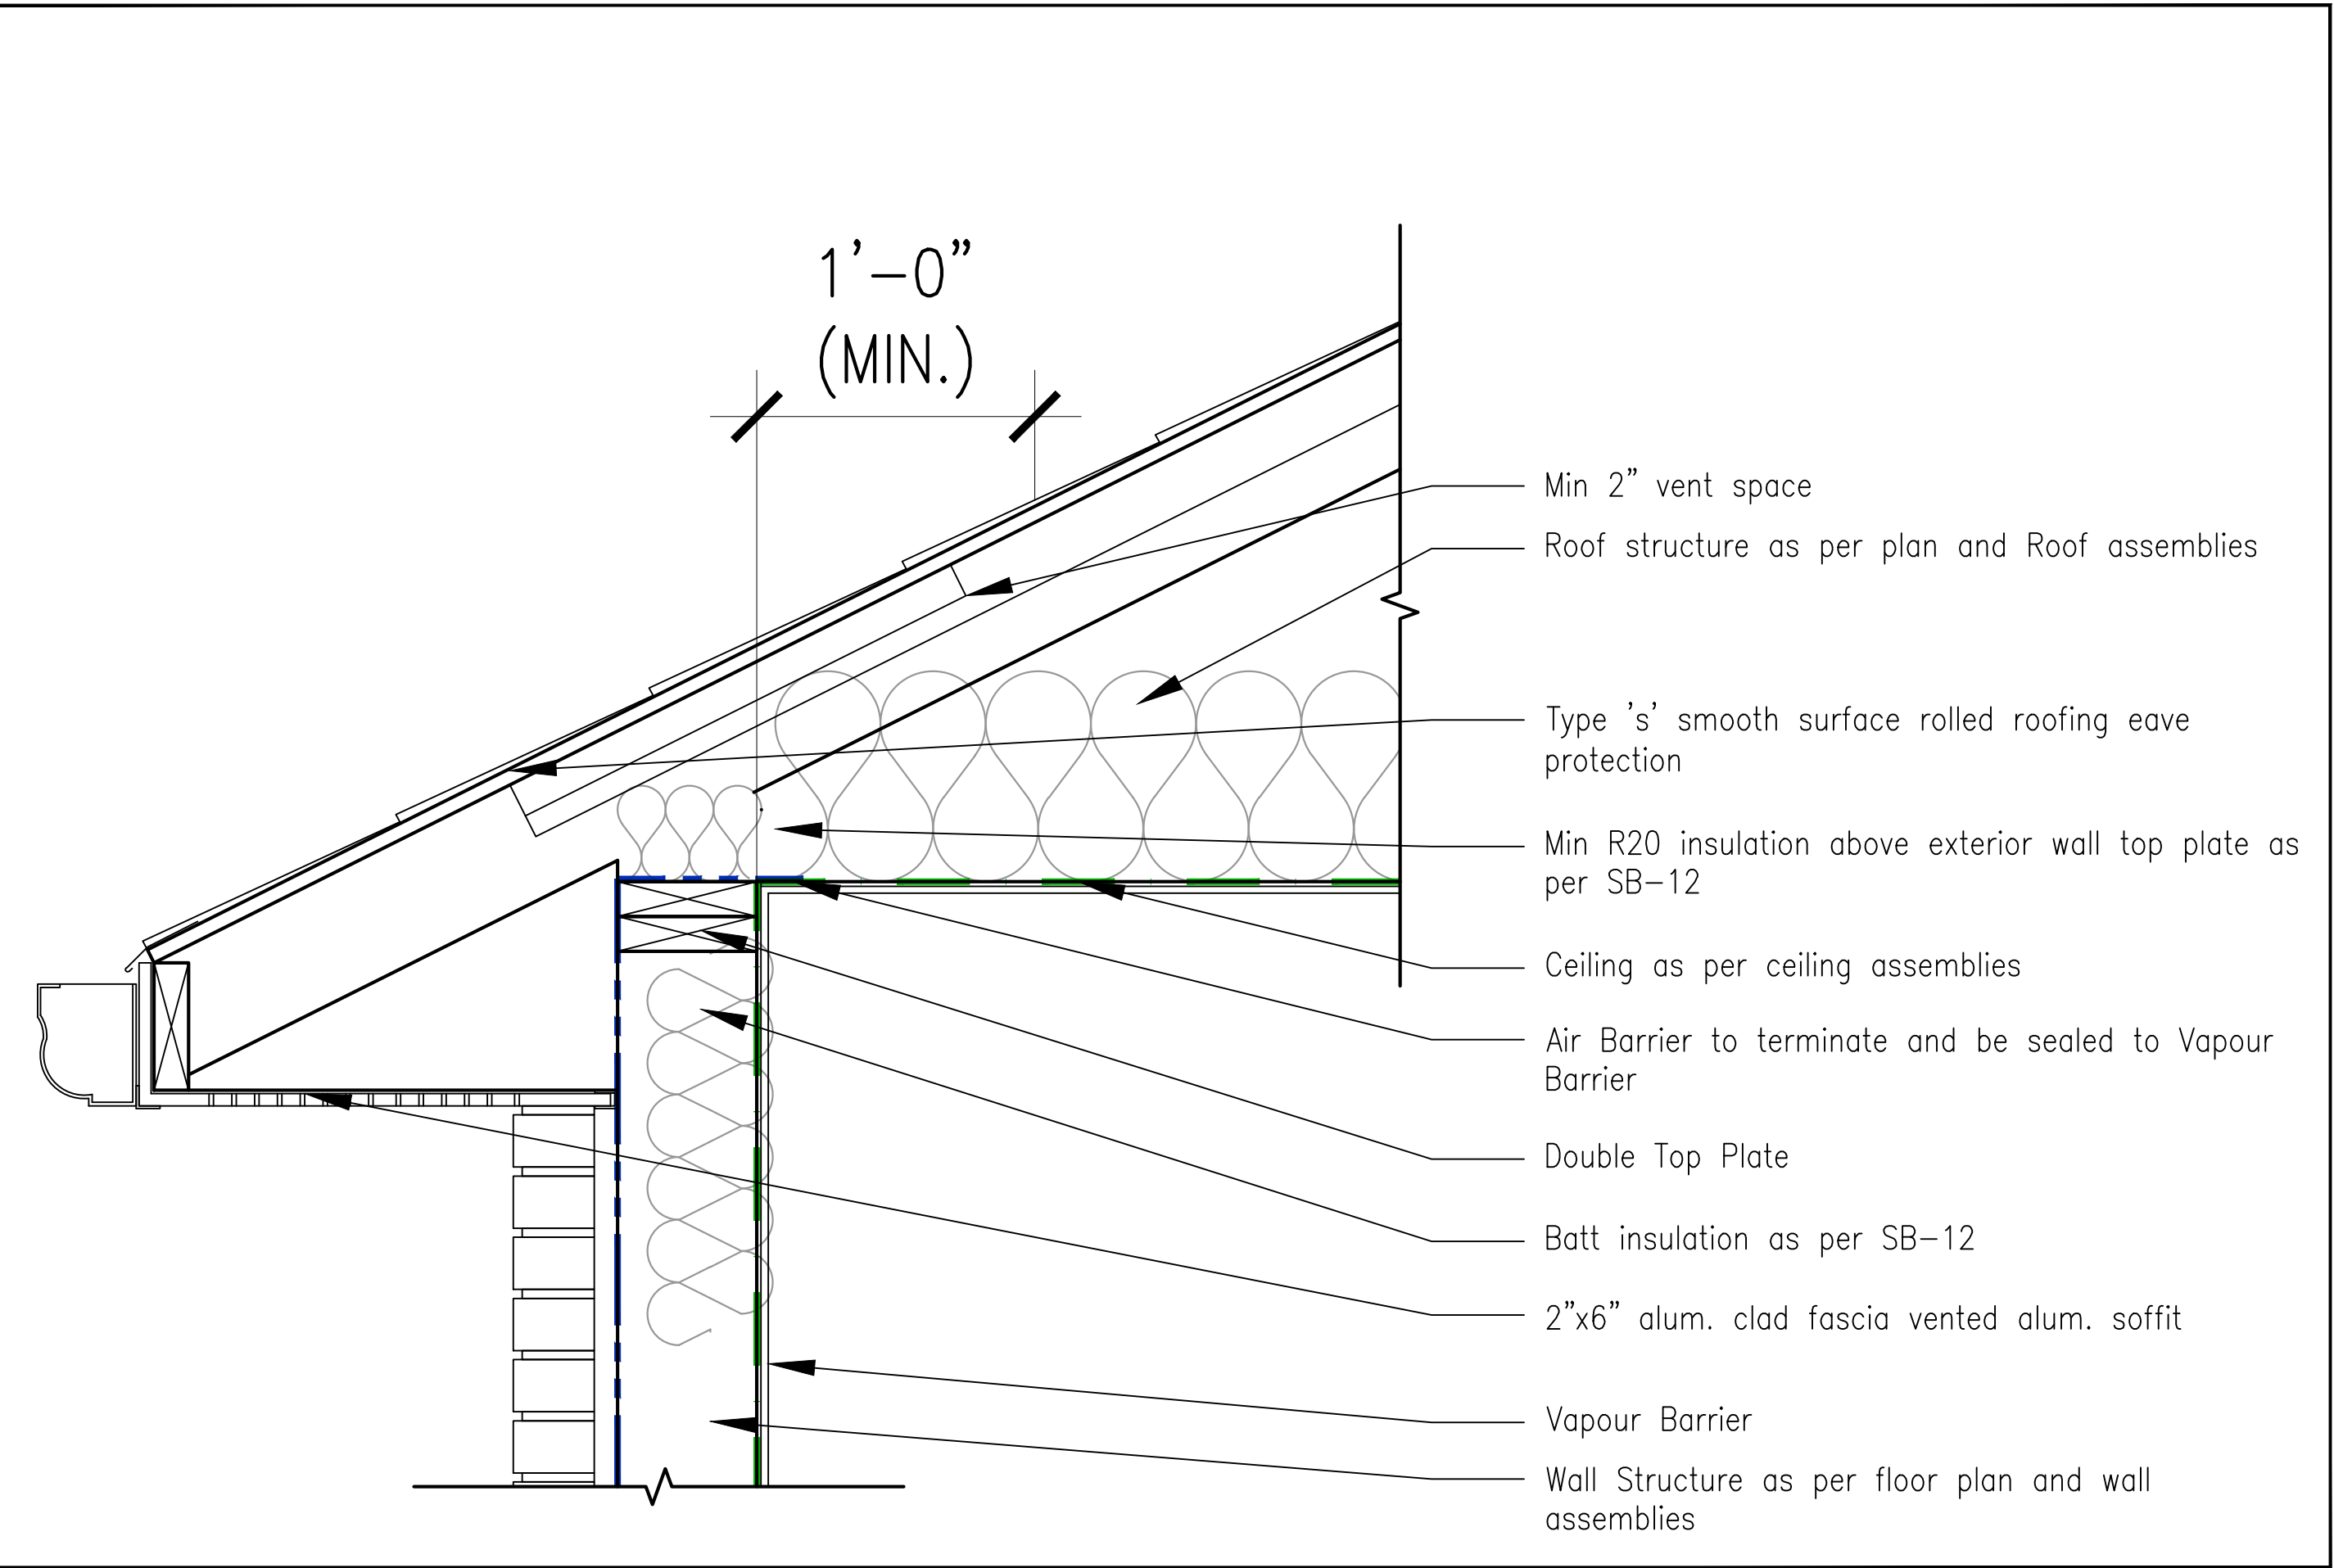 1'-0"
(MIN.)
Min 2" vent space
Roof structure as per plan and Roof assemblies
Type 's' smooth surface rolled roofing eave
protection
Min R20 insulation above exterior wall top plate as
per SB-12
Ceiling as per ceiling assemblies
Air Barrier to terminate and be sealed to Vapour
Barrier
Double Top Plate
Batt insulation as per SB-12
2"x6" alum. clad fascia vented alum. soffit
Vapour Barrier
Wall Structure as per floor plan and wall
assemblies